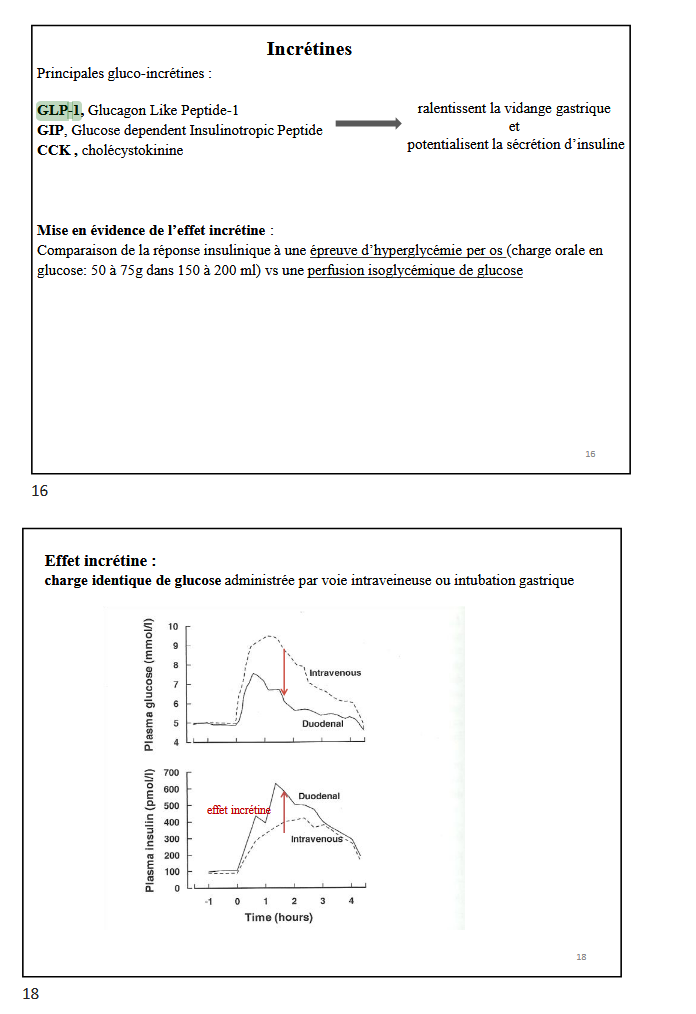 Incrétines
Principales gluco-incrétines :
GLP-1, Glucagon Like Peptide-1
GIP, Glucose dependent Insulinotropic Peptide
CCK , cholécystokinine
ralentissent la vidange gastrique
et
potentialisent la sécrétion d’insuline
Mise en évidence de l’effet incrétine :
Comparaison de la réponse insulinique à une épreuve d’hyperglycémie per os (charge orale en
glucose: 50 à 75g dans 150 à 200 ml) vs une perfusion isoglycémique de glucose
16
16
Effet incrétine :
charge identique de glucose administrée par voie intraveineuse ou intubation gastrique
Plasma glucose (mmol/l)
10
9
8
7
6
5
4
Intravenous
Duodenal
Plasma insulin (pmol/l)
700
600
500
400
300
200
100
0
Duodenal
effet incrétine
Intravenous
-1 0 1 2 3 4
Time (hours)
18
18